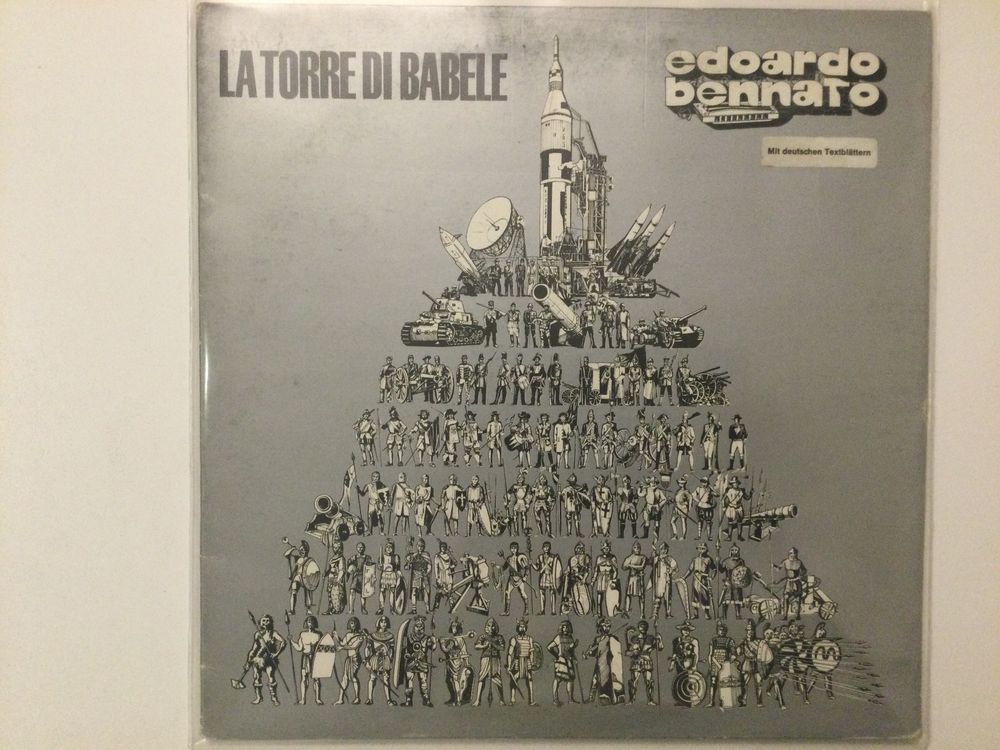 LA TORRE DI BABELE
edoardo
bennato
Mit deutschen Textblättern